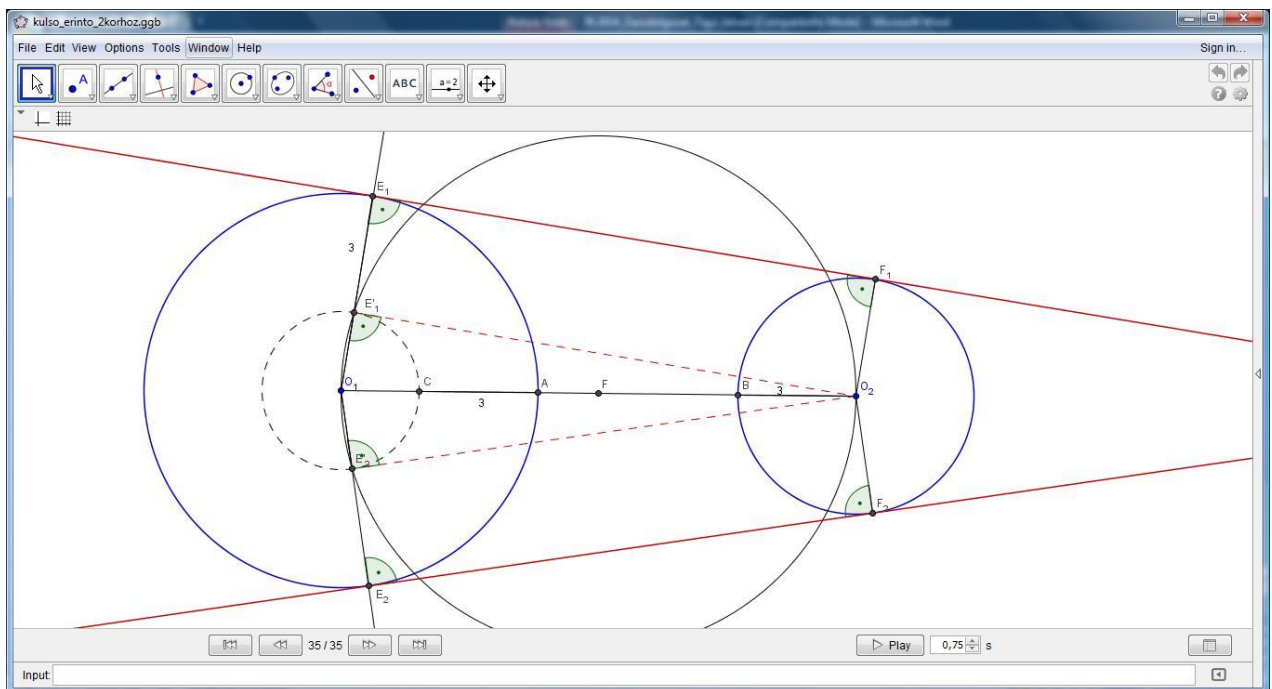 kulso_erinto_2korhoz.ggb
File Edit View Options Tools Window Help
Sign in...
A
ABC
a=2
E₁
F₁
3
E'₁
O₁
C
A
F
B
3
O₂
3
E'₂
F₂
E₂
35 / 35
Play
0,75
s
Input: